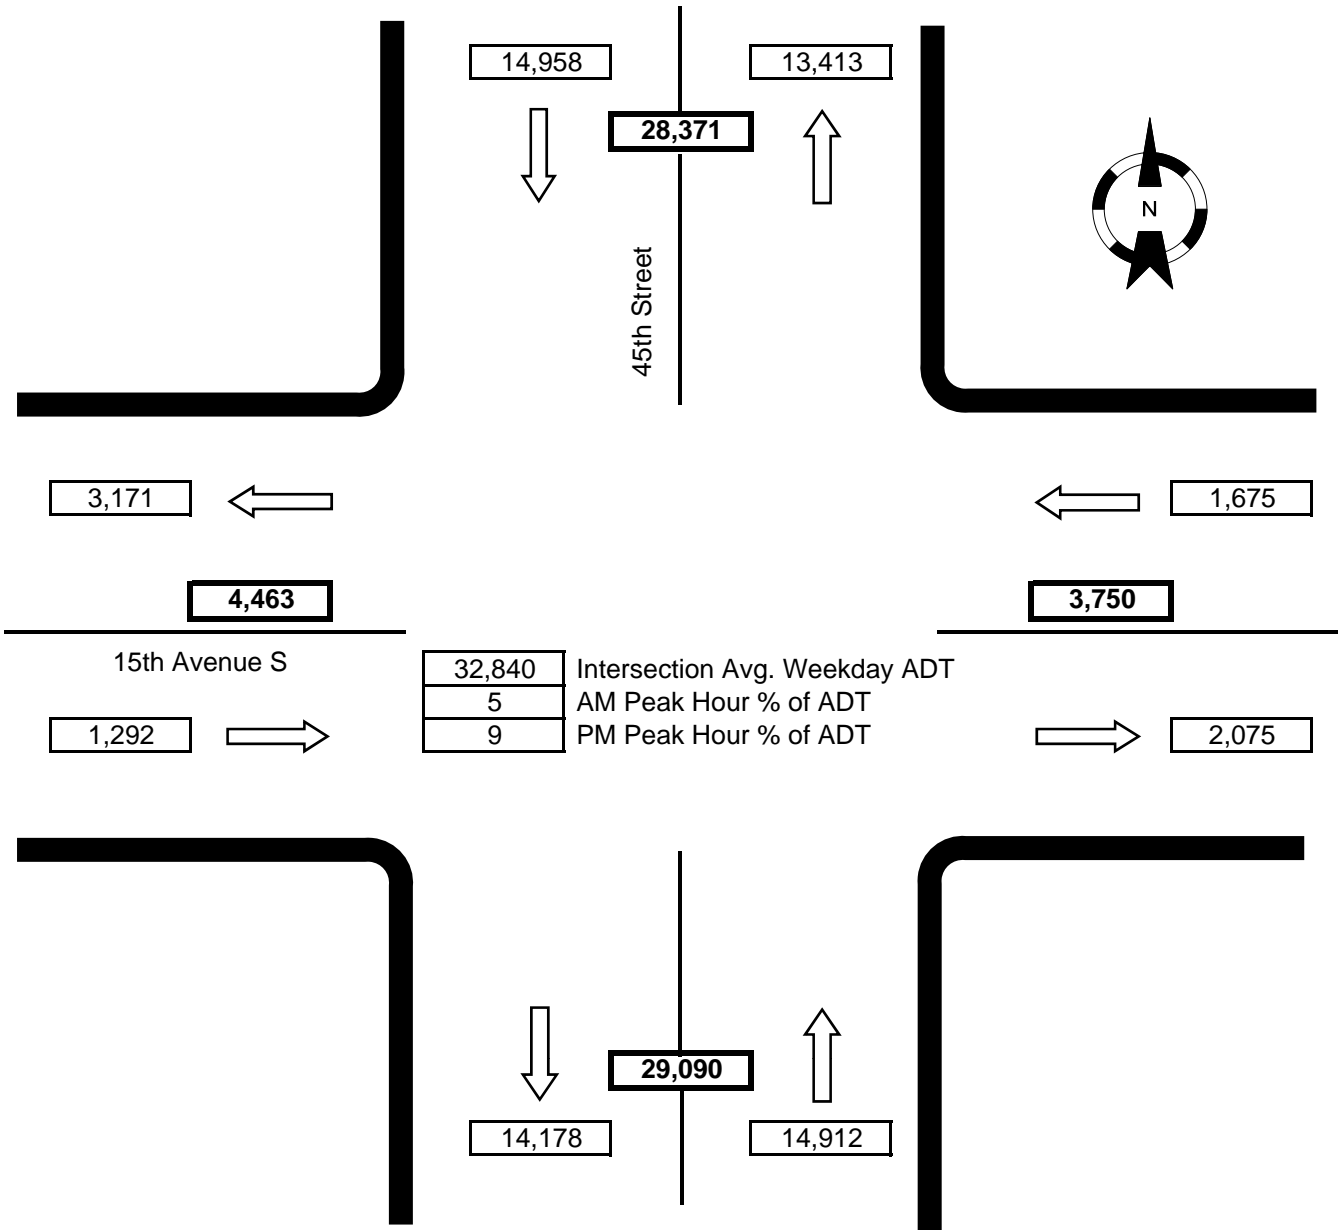 14,958
13,413
28,371
N
45th Street
3,171
1,675
4,463
3,750
15th Avenue S
32,840 Intersection Avg. Weekday ADT
5 AM Peak Hour % of ADT
9 PM Peak Hour % of ADT
1,292
2,075
29,090
14,178
14,912